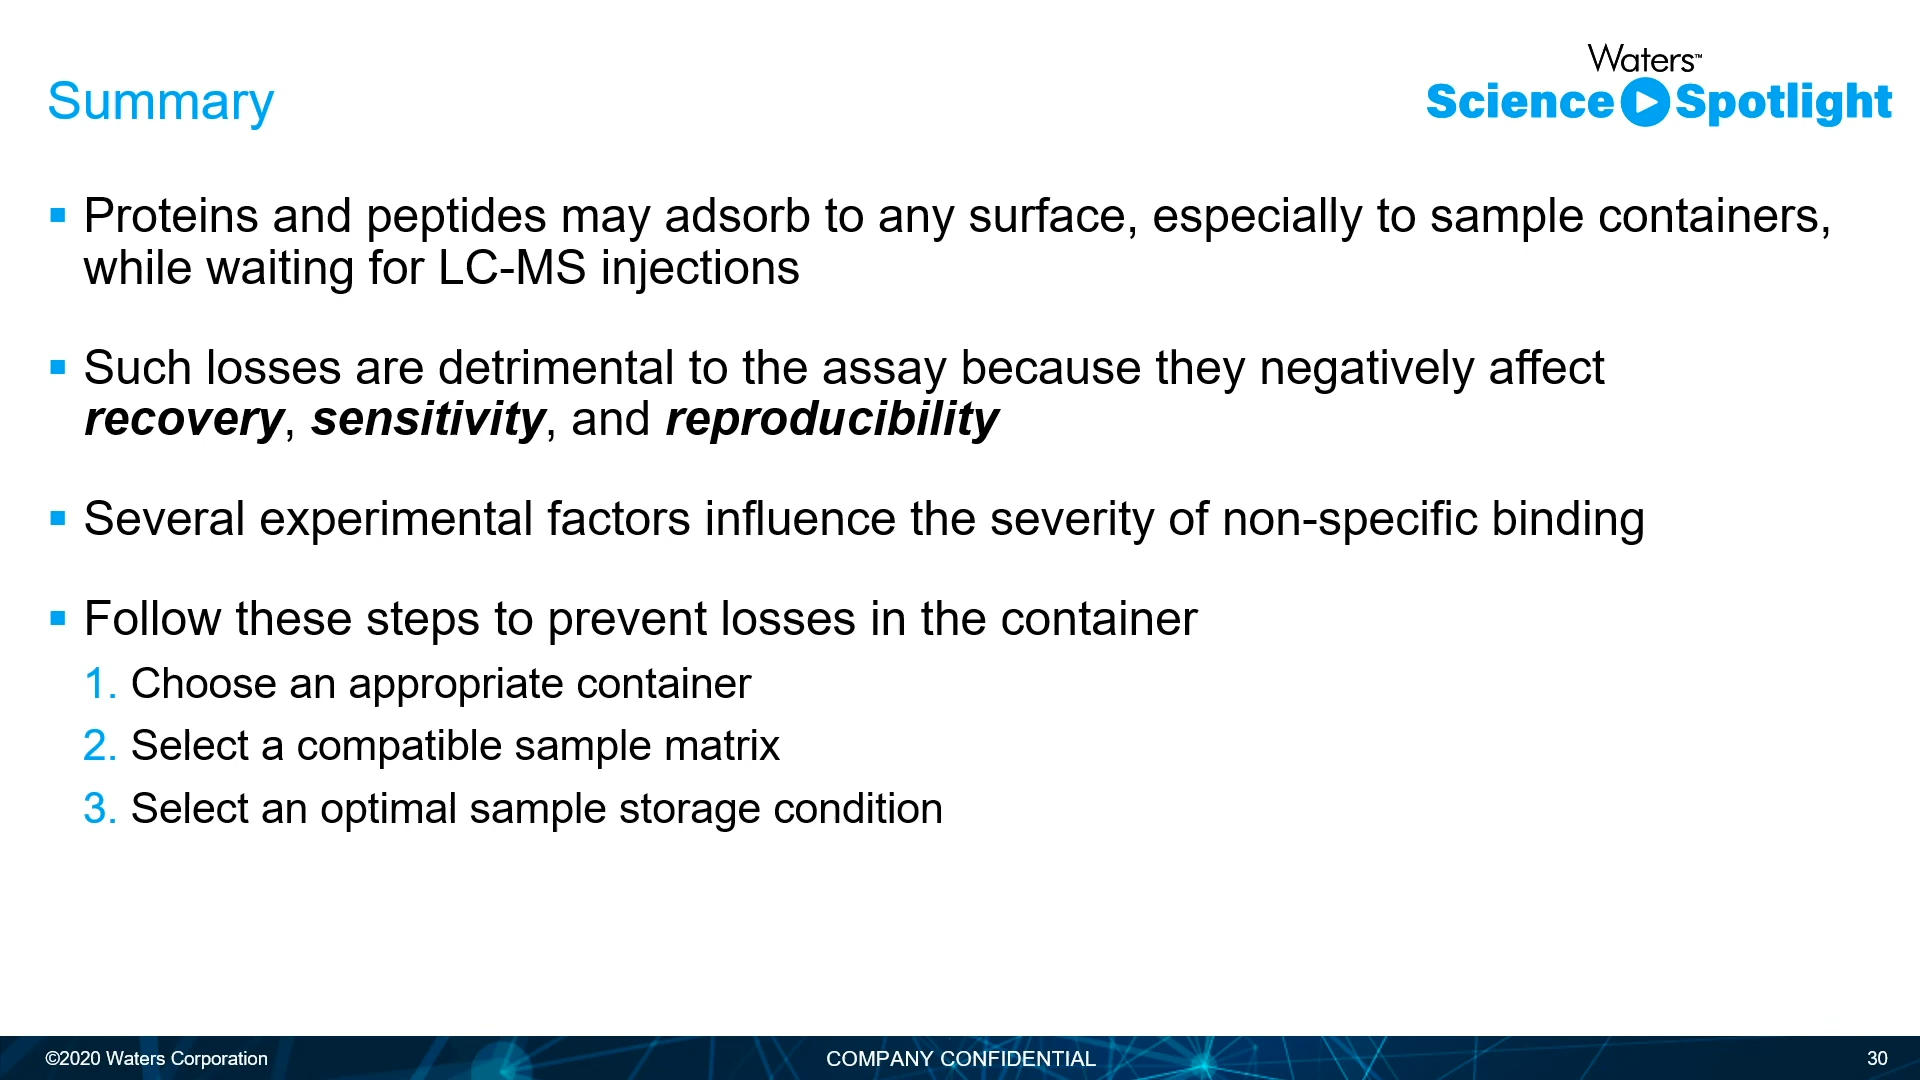 Summary
Waters™
Science Spotlight
Proteins and peptides may adsorb to any surface, especially to sample containers,
while waiting for LC-MS injections
Such losses are detrimental to the assay because they negatively affect
recovery, sensitivity, and reproducibility
Several experimental factors influence the severity of non-specific binding
Follow these steps to prevent losses in the container
1. Choose an appropriate container
2. Select a compatible sample matrix
3. Select an optimal sample storage condition
©2020 Waters Corporation
COMPANY CONFIDENTIAL
30